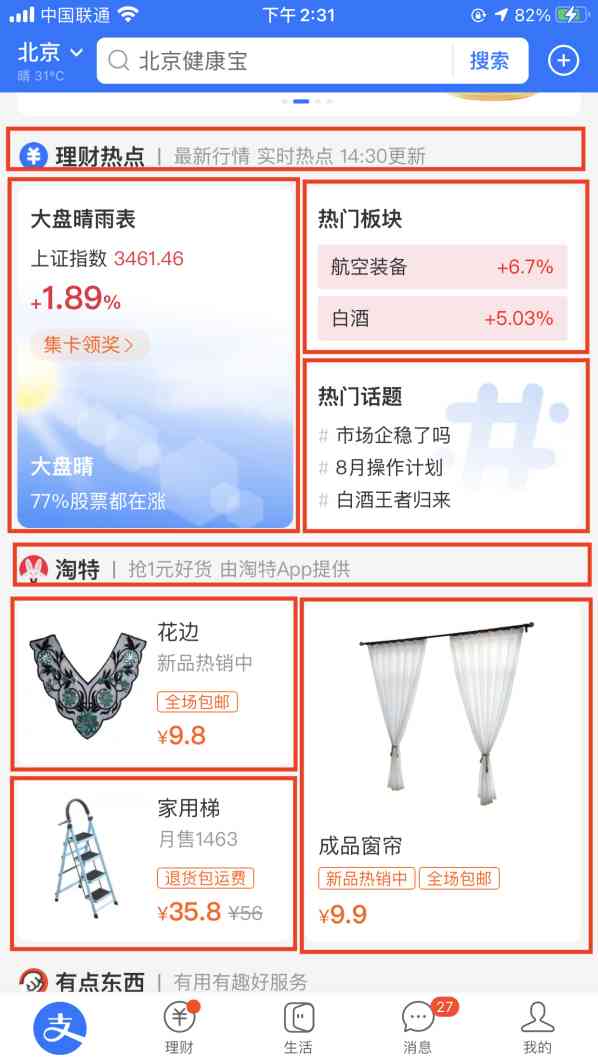 中国联通
下午2:31
82%
北京
晴 31°C
北京健康宝
搜索
理财热点 | 最新行情 实时热点 14:30更新
大盘晴雨表
上证指数 3461.46
+1.89%
集卡领奖>
大盘晴
77%股票都在涨
热门板块
航空装备 +6.7%
白酒 +5.03%
热门话题
# 市场企稳了吗
# 8月操作计划
# 白酒王者归来
淘特 | 抢1元好货 由淘特App提供
花边
新品热销中
全场包邮
¥9.8
家用梯
月售1463
退货包运费
¥35.8 ¥56
成品窗帘
新品热销中 全场包邮
¥9.9
有点东西 | 有用有趣好服务
支
理财
生活
27
消息
我的